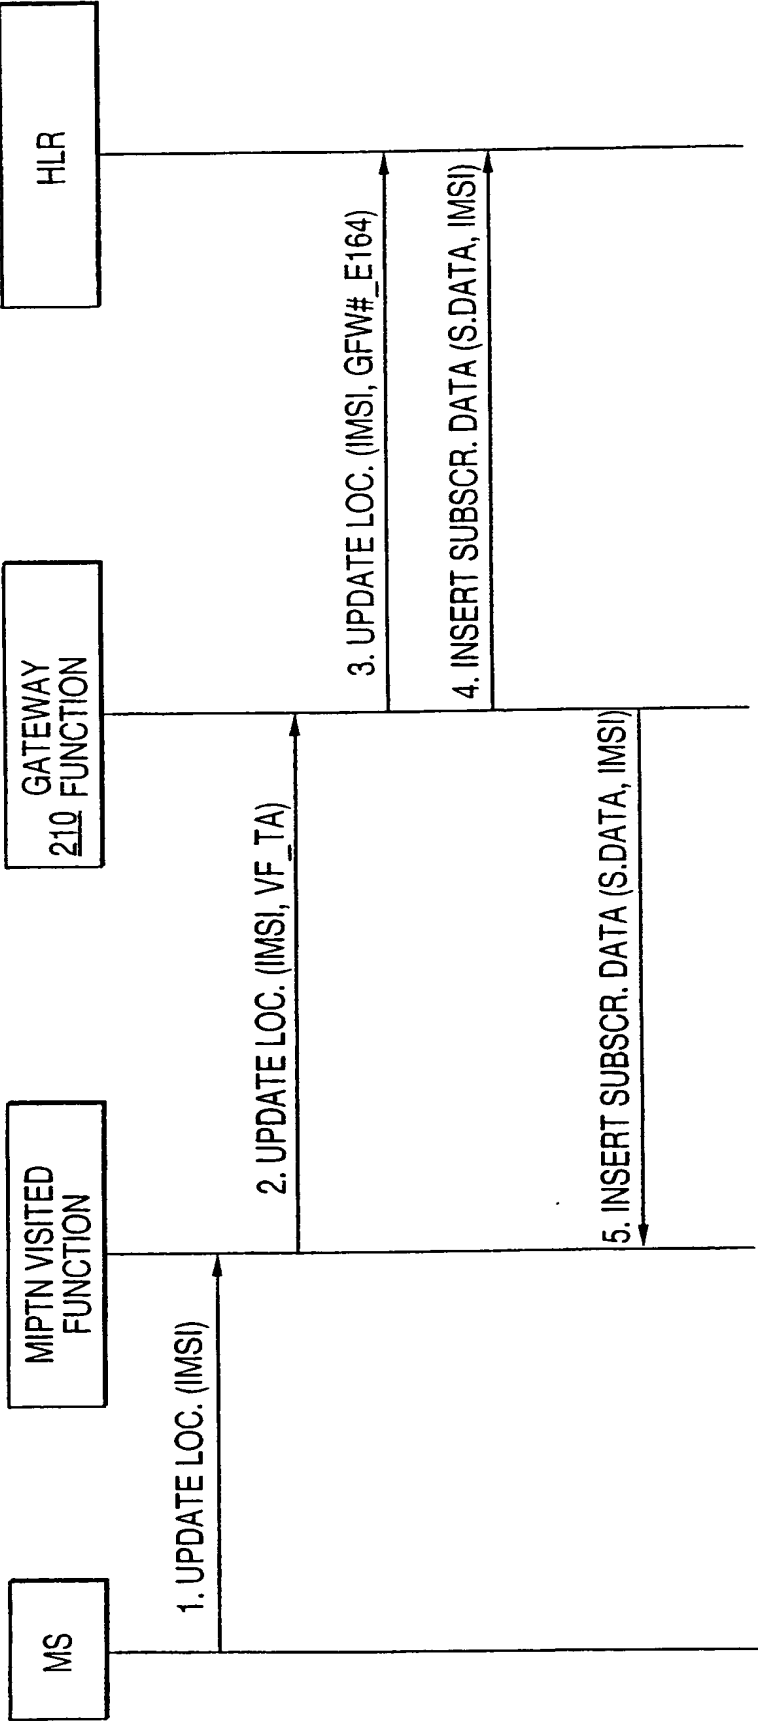 MS
MIPTN VISITED
FUNCTION
GATEWAY
210 FUNCTION
HLR
1. UPDATE LOC. (IMSI)
2. UPDATE LOC. (IMSI, VF_TA)
3. UPDATE LOC. (IMSI, GFW#_E164)
4. INSERT SUBSCR. DATA (S.DATA, IMSI)
5. INSERT SUBSCR. DATA (S.DATA, IMSI)